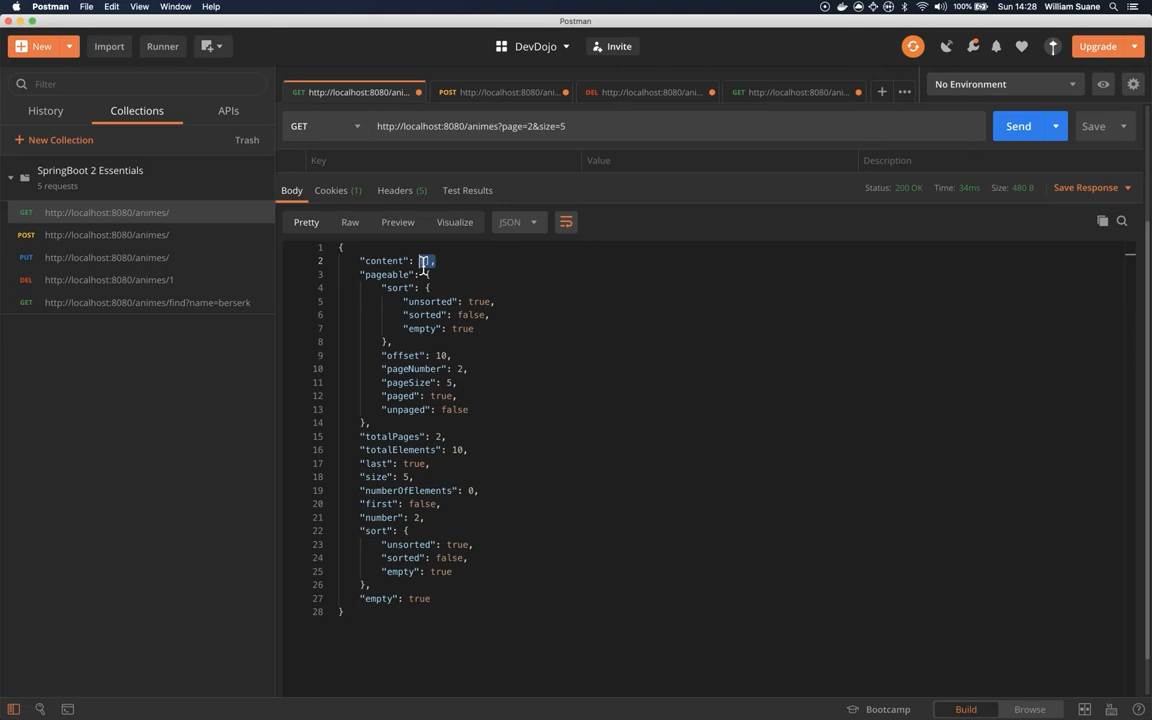 Postman File Edit View Window Help
100% Sun 14:28 William Suane
Postman
New Import Runner DevDojo Invite Upgrade
Filter
History Collections APIs
New Collection Trash
SpringBoot 2 Essentials
5 requests
GET http://localhost:8080/animes/
POST http://localhost:8080/animes/
PUT http://localhost:8080/animes/
DEL http://localhost:8080/animes/1
GET http://localhost:8080/animes/find?name=berserk
GET http://localhost:8080/ani... POST http://localhost:8080/ani... DEL http://localhost:8080/ani... GET http://localhost:8080/ani... No Environment
GET http://localhost:8080/animes?page=2&size=5 Send Save
Key Value Description
Body Cookies (1) Headers (5) Test Results Status: 200 OK Time: 34ms Size: 480 B Save Response
Pretty Raw Preview Visualize JSON
1 {
2 "content": [],
3 "pageable": {
4 "sort": {
5 "unsorted": true,
6 "sorted": false,
7 "empty": true
8 },
9 "offset": 10,
10 "pageNumber": 2,
11 "pageSize": 5,
12 "paged": true,
13 "unpaged": false
14 },
15 "totalPages": 2,
16 "totalElements": 10,
17 "last": true,
18 "size": 5,
19 "numberOfElements": 0,
20 "first": false,
21 "number": 2,
22 "sort": {
23 "unsorted": true,
24 "sorted": false,
25 "empty": true
26 },
27 "empty": true
28 }
Bootcamp Build Browse